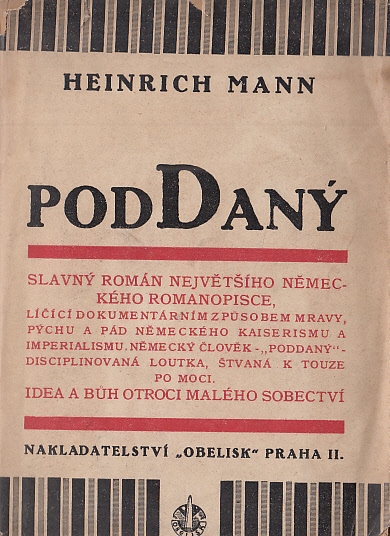 HEINRICH MANN
PODDANÝ
SLAVNÝ ROMÁN NEJVĚTŠÍHO NĚMEC-
KÉHO ROMANOPISCE,
LÍČÍCÍ DOKUMENTÁRNÍM ZPŮSOBEM MRAVY,
PÝCHU A PÁD NĚMECKÉHO KAISERISMU A
IMPERIALISMU. NĚMECKÝ ČLOVĚK -„PODDANÝ“-
DISCIPLINOVANÁ LOUTKA, ŠTVANÁ K TOUZE
PO MOCI.
IDEA A BŮH OTROCI MALÉHO SOBECTVÍ
NAKLADATELSTVÍ „OBELISK“ PRAHA II.